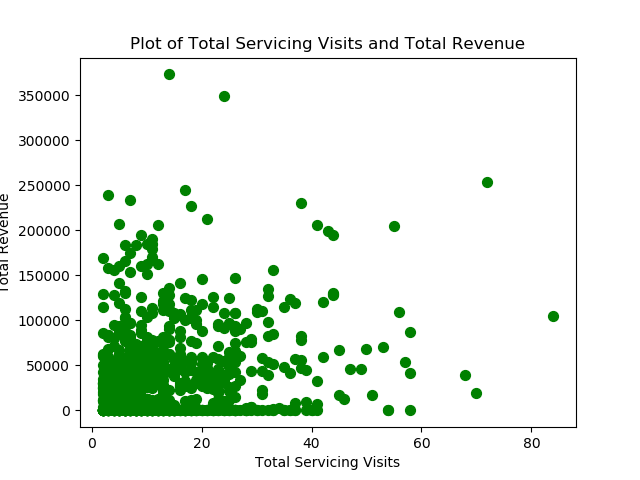 Plot of Total Servicing Visits and Total Revenue
350000
300000
250000
200000
150000
100000
50000
0
Total Revenue
0 20 40 60 80
Total Servicing Visits